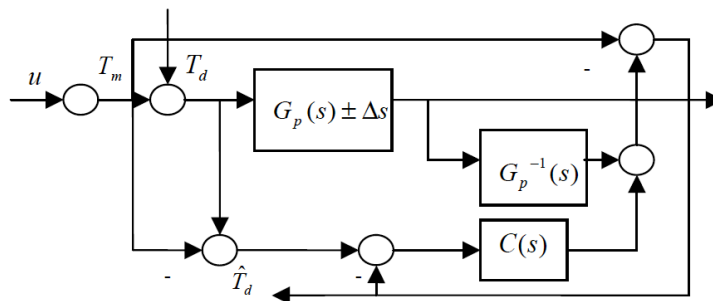 u
T_m
T_d
G_p(s) ± Δs
-
G_p^{-1}(s)
C(s)
-
T̂_d
-